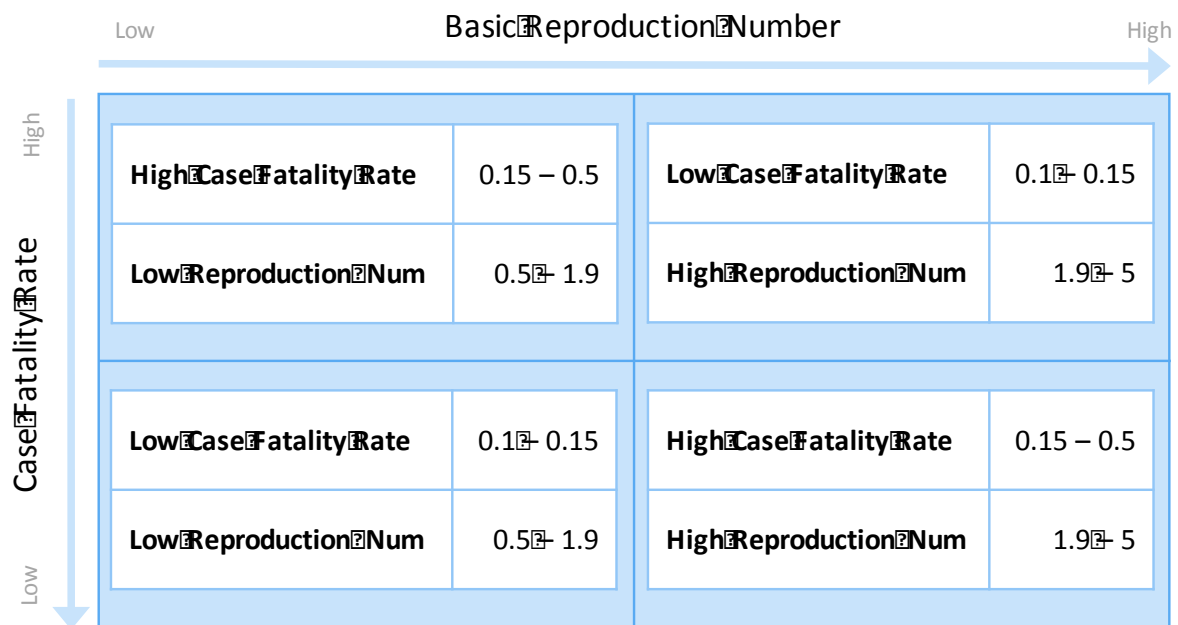 Basic Reproduction Number
Low
High
High
Case Fatality Rate
Low
High Case Fatality Rate 0.15 – 0.5
Low Reproduction Num 0.5 – 1.9
Low Case Fatality Rate 0.1 – 0.15
High Reproduction Num 1.9 – 5
Low Case Fatality Rate 0.1 – 0.15
Low Reproduction Num 0.5 – 1.9
High Case Fatality Rate 0.15 – 0.5
High Reproduction Num 1.9 – 5